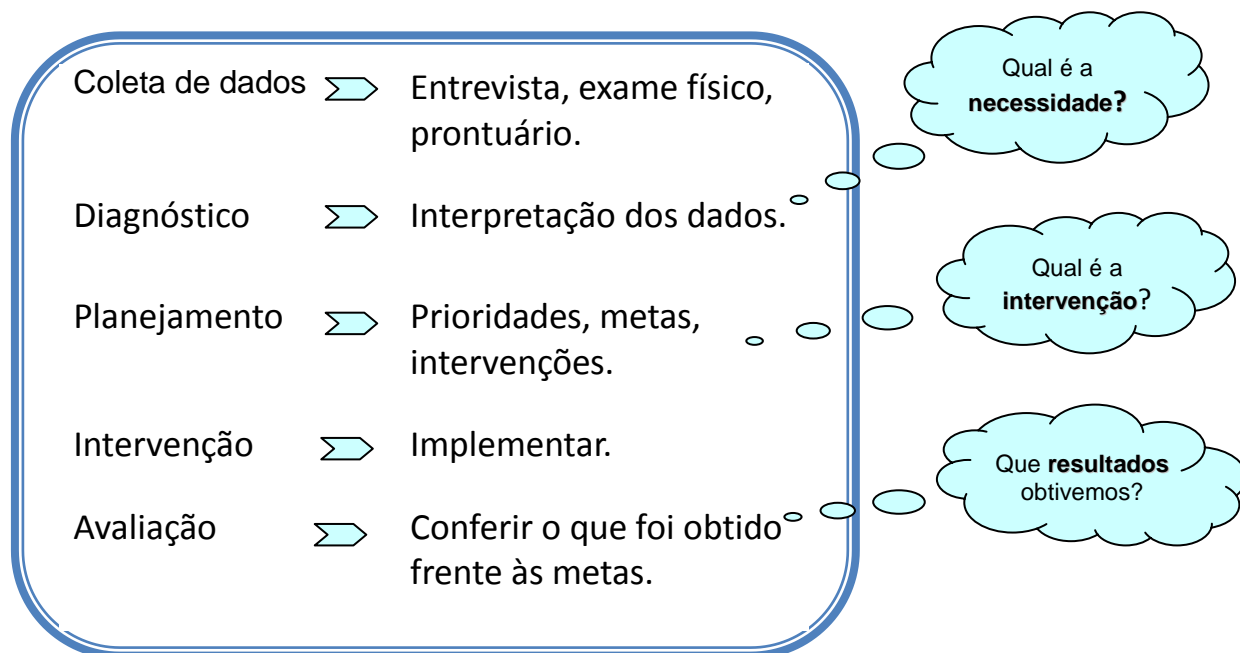 Coleta de dados
Entrevista, exame físico,
prontuário.
Diagnóstico
Interpretação dos dados.
Planejamento
Prioridades, metas,
intervenções.
Intervenção
Implementar.
Avaliação
Conferir o que foi obtido
frente às metas.
Qual é a
necessidade?
Qual é a
intervenção?
Que resultados
obtivemos?